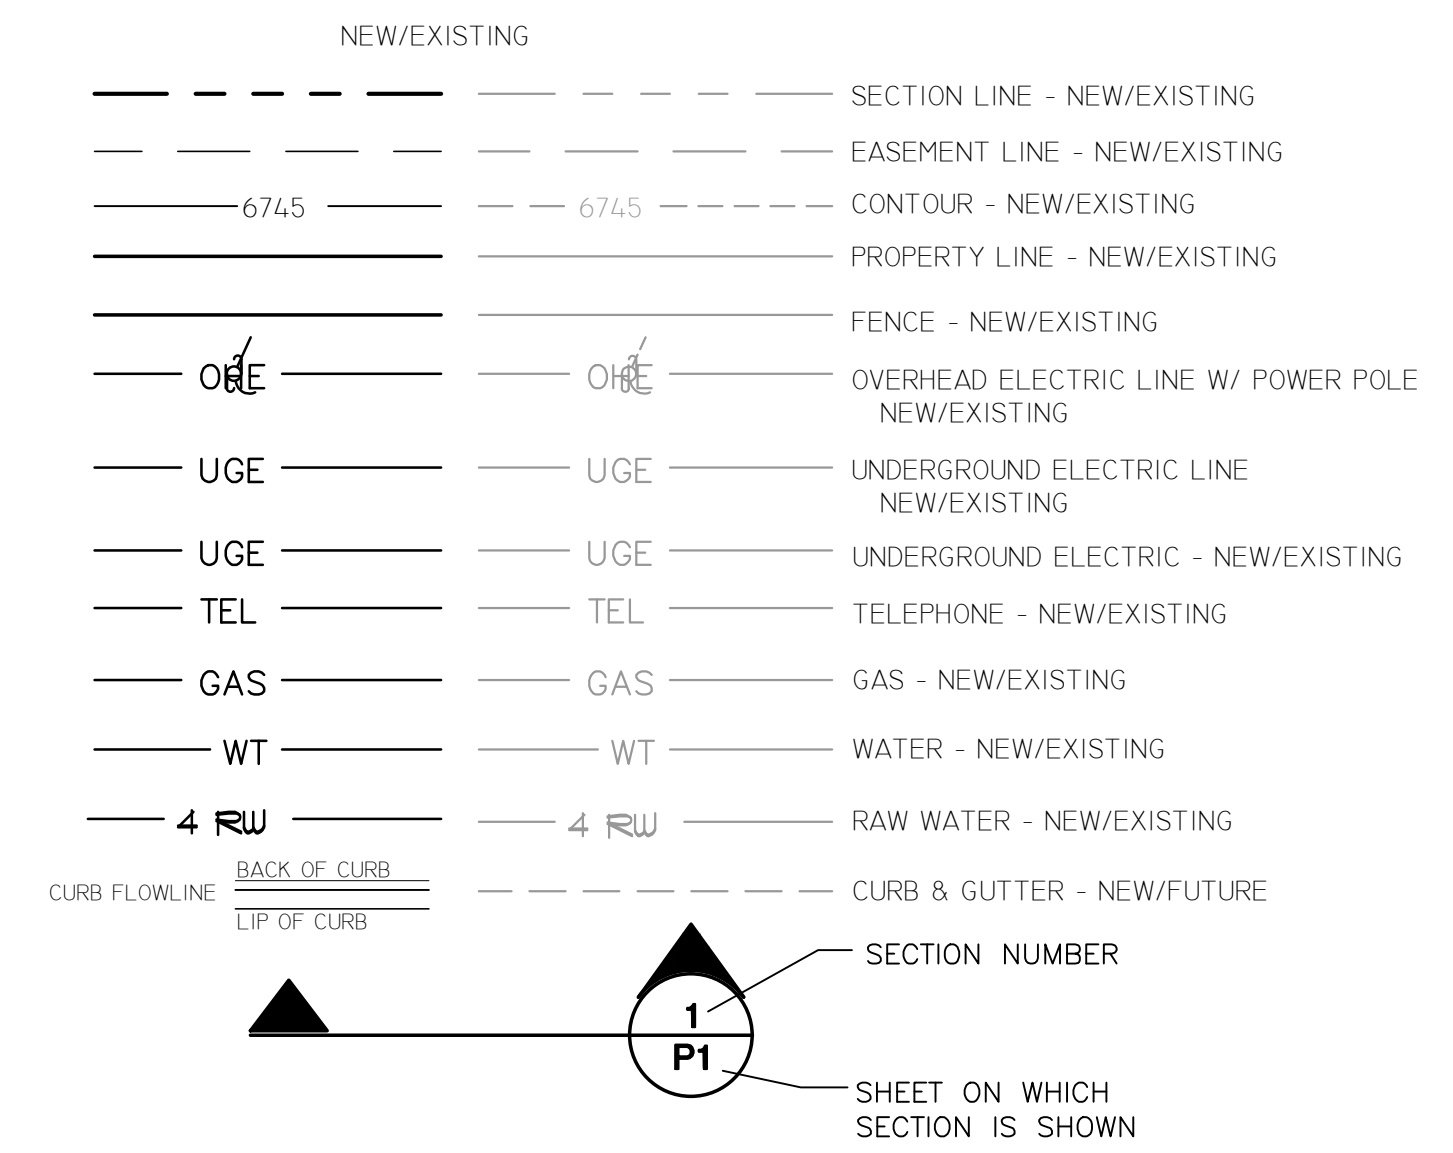 NEW/EXISTING
SECTION LINE - NEW/EXISTING
EASEMENT LINE - NEW/EXISTING
6745 6745 CONTOUR - NEW/EXISTING
PROPERTY LINE - NEW/EXISTING
FENCE - NEW/EXISTING
OHE OHE OVERHEAD ELECTRIC LINE W/ POWER POLE
NEW/EXISTING
UGE UGE UNDERGROUND ELECTRIC LINE
NEW/EXISTING
UGE UGE UNDERGROUND ELECTRIC - NEW/EXISTING
TEL TEL TELEPHONE - NEW/EXISTING
GAS GAS GAS - NEW/EXISTING
WT WT WATER - NEW/EXISTING
4 RW 4 RW RAW WATER - NEW/EXISTING
BACK OF CURB
CURB FLOWLINE CURB & GUTTER - NEW/FUTURE
LIP OF CURB
SECTION NUMBER
1
P1
SHEET ON WHICH
SECTION IS SHOWN